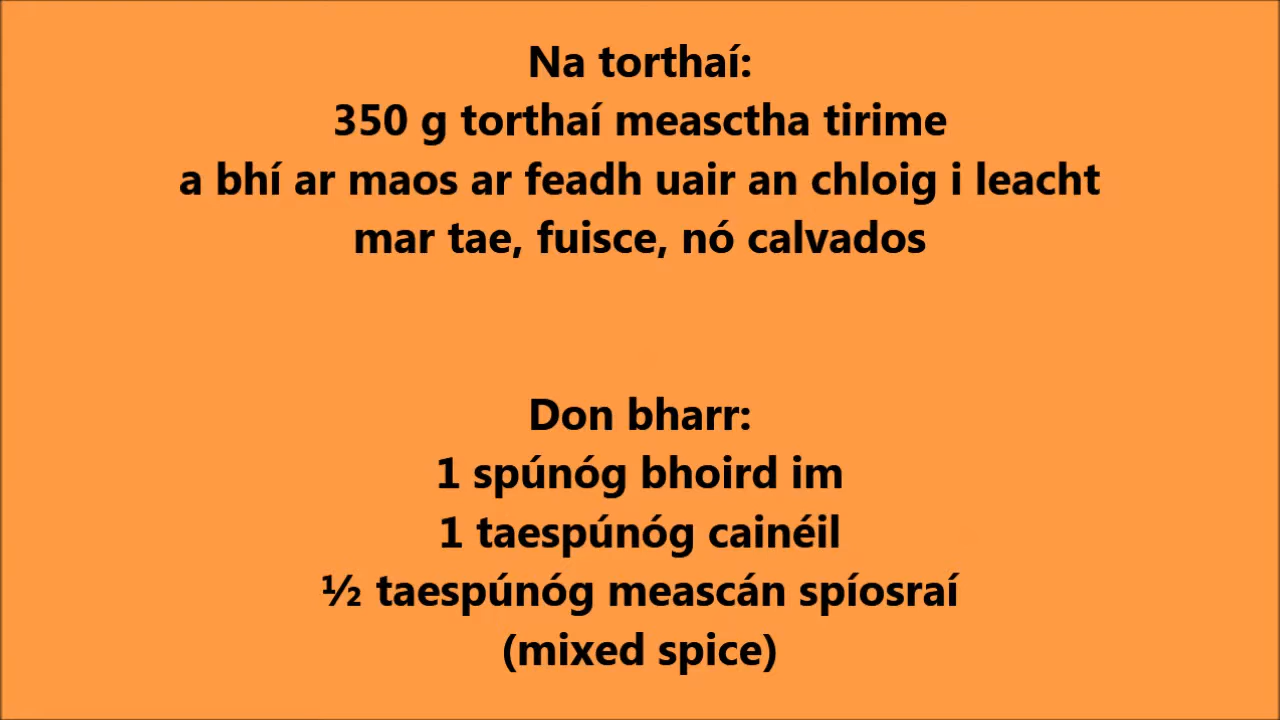 Na torthaí:
350 g torthaí measctha tirime
a bhí ar maos ar feadh uair an chloig i leacht
mar tae, fuisce, nó calvados
Don bharr:
1 spúnóg bhoird im
1 taespúnóg cainéil
½ taespúnóg meascán spíosraí
(mixed spice)